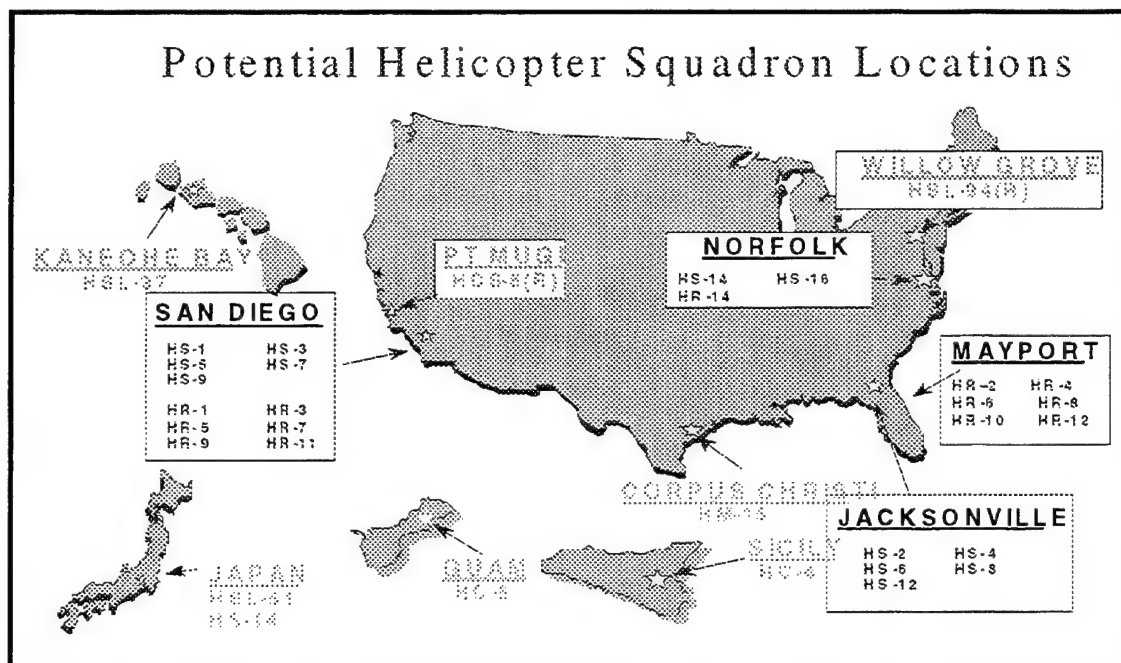 Potential Helicopter Squadron Locations
WILLOW GROVE
HSL-94(R)
KANEOHE BAY
HSL-37
PT MUGU
NORFOLK
HS-14 HS-16
HR-14
SAN DIEGO
HS-1 HS-3
HS-5 HS-7
HS-9
HR-1 HR-3
HR-5 HR-7
HR-9 HR-11
MAYPORT
HR-2 HR-4
HR-6 HR-8
HR-10 HR-12
CORPUS CHRISTI
HM-15
JACKSONVILLE
HS-2 HS-4
HS-6 HS-8
HS-12
JAPAN
HSL-51
HS-14
GUAM
SICILY
HC-4